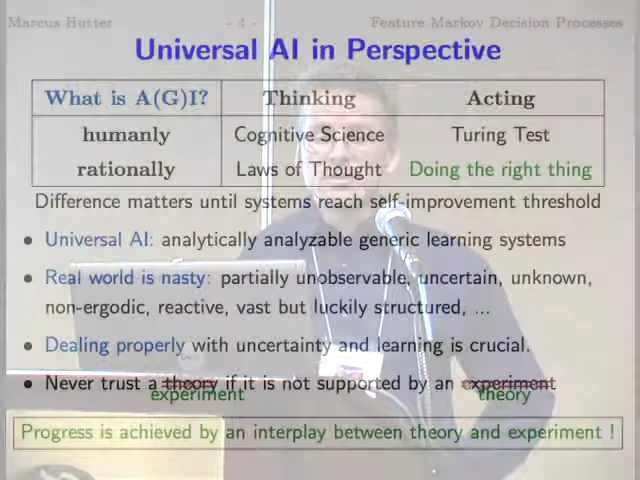 Marcus Hutter - 4 - Feature Markov Decision Processes
Universal AI in Perspective
What is A(G)I? Thinking Acting
humanly Cognitive Science Turing Test
rationally Laws of Thought Doing the right thing
Difference matters until systems reach self-improvement threshold
• Universal AI: analytically analyzable generic learning systems
• Real world is nasty: partially unobservable, uncertain, unknown,
non-ergodic, reactive, vast but luckily structured, ...
• Dealing properly with uncertainty and learning is crucial.
• Never trust a theory if it is not supported by an experiment
experiment theory
Progress is achieved by an interplay between theory and experiment !